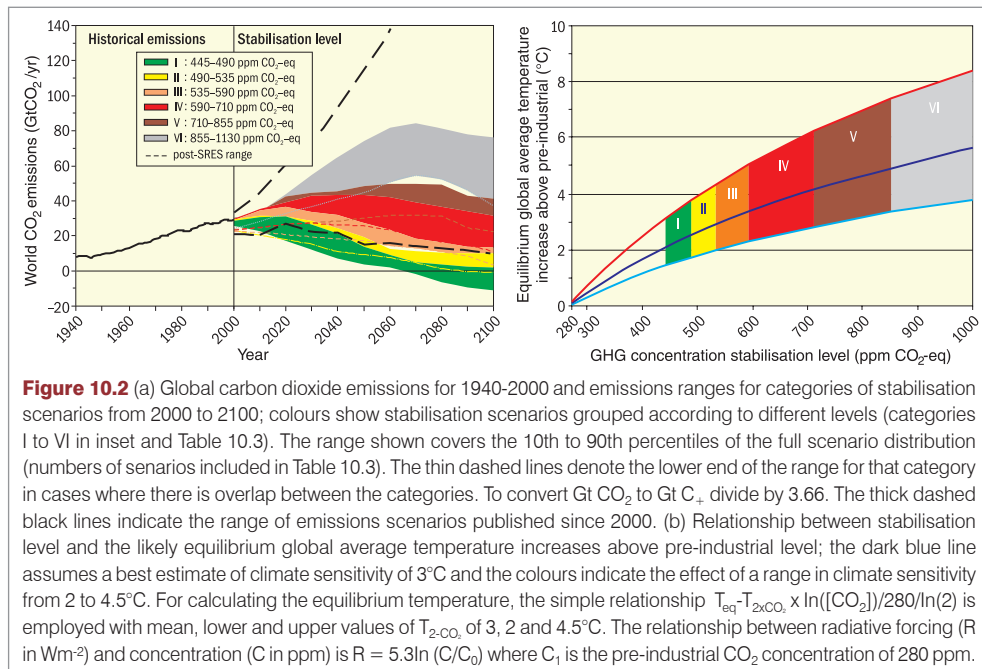 World CO₂ emissions (GtCO₂/yr)
140
120
100
80
60
40
20
0
–20
Historical emissions
Stabilisation level
I : 445–490 ppm CO₂–eq
II : 490–535 ppm CO₂–eq
III : 535–590 ppm CO₂–eq
IV : 590–710 ppm CO₂–eq
V : 710–855 ppm CO₂–eq
VI : 855–1130 ppm CO₂–eq
post-SRES range
1940
1960
1980
2000
2020
2040
2060
2080
2100
Year
Equilibrium global average temperature
increase above pre-industrial (°C)
10
8
6
4
2
0
I
II
III
IV
V
VI
280
300
400
500
600
700
800
900
1000
GHG concentration stabilisation level (ppm CO₂-eq)
Figure 10.2 (a) Global carbon dioxide emissions for 1940-2000 and emissions ranges for categories of stabilisation
scenarios from 2000 to 2100; colours show stabilisation scenarios grouped according to different levels (categories
I to VI in inset and Table 10.3). The range shown covers the 10th to 90th percentiles of the full scenario distribution
(numbers of senarios included in Table 10.3). The thin dashed lines denote the lower end of the range for that category
in cases where there is overlap between the categories. To convert Gt CO₂ to Gt C₊ divide by 3.66. The thick dashed
black lines indicate the range of emissions scenarios published since 2000. (b) Relationship between stabilisation
level and the likely equilibrium global average temperature increases above pre-industrial level; the dark blue line
assumes a best estimate of climate sensitivity of 3°C and the colours indicate the effect of a range in climate sensitivity
from 2 to 4.5°C. For calculating the equilibrium temperature, the simple relationship T_eq-T_2xCO₂ x ln([CO₂])/280/ln(2) is
employed with mean, lower and upper values of T_2-CO₂ of 3, 2 and 4.5°C. The relationship between radiative forcing (R
in Wm⁻²) and concentration (C in ppm) is R = 5.3ln (C/C₀) where C₁ is the pre-industrial CO₂ concentration of 280 ppm.